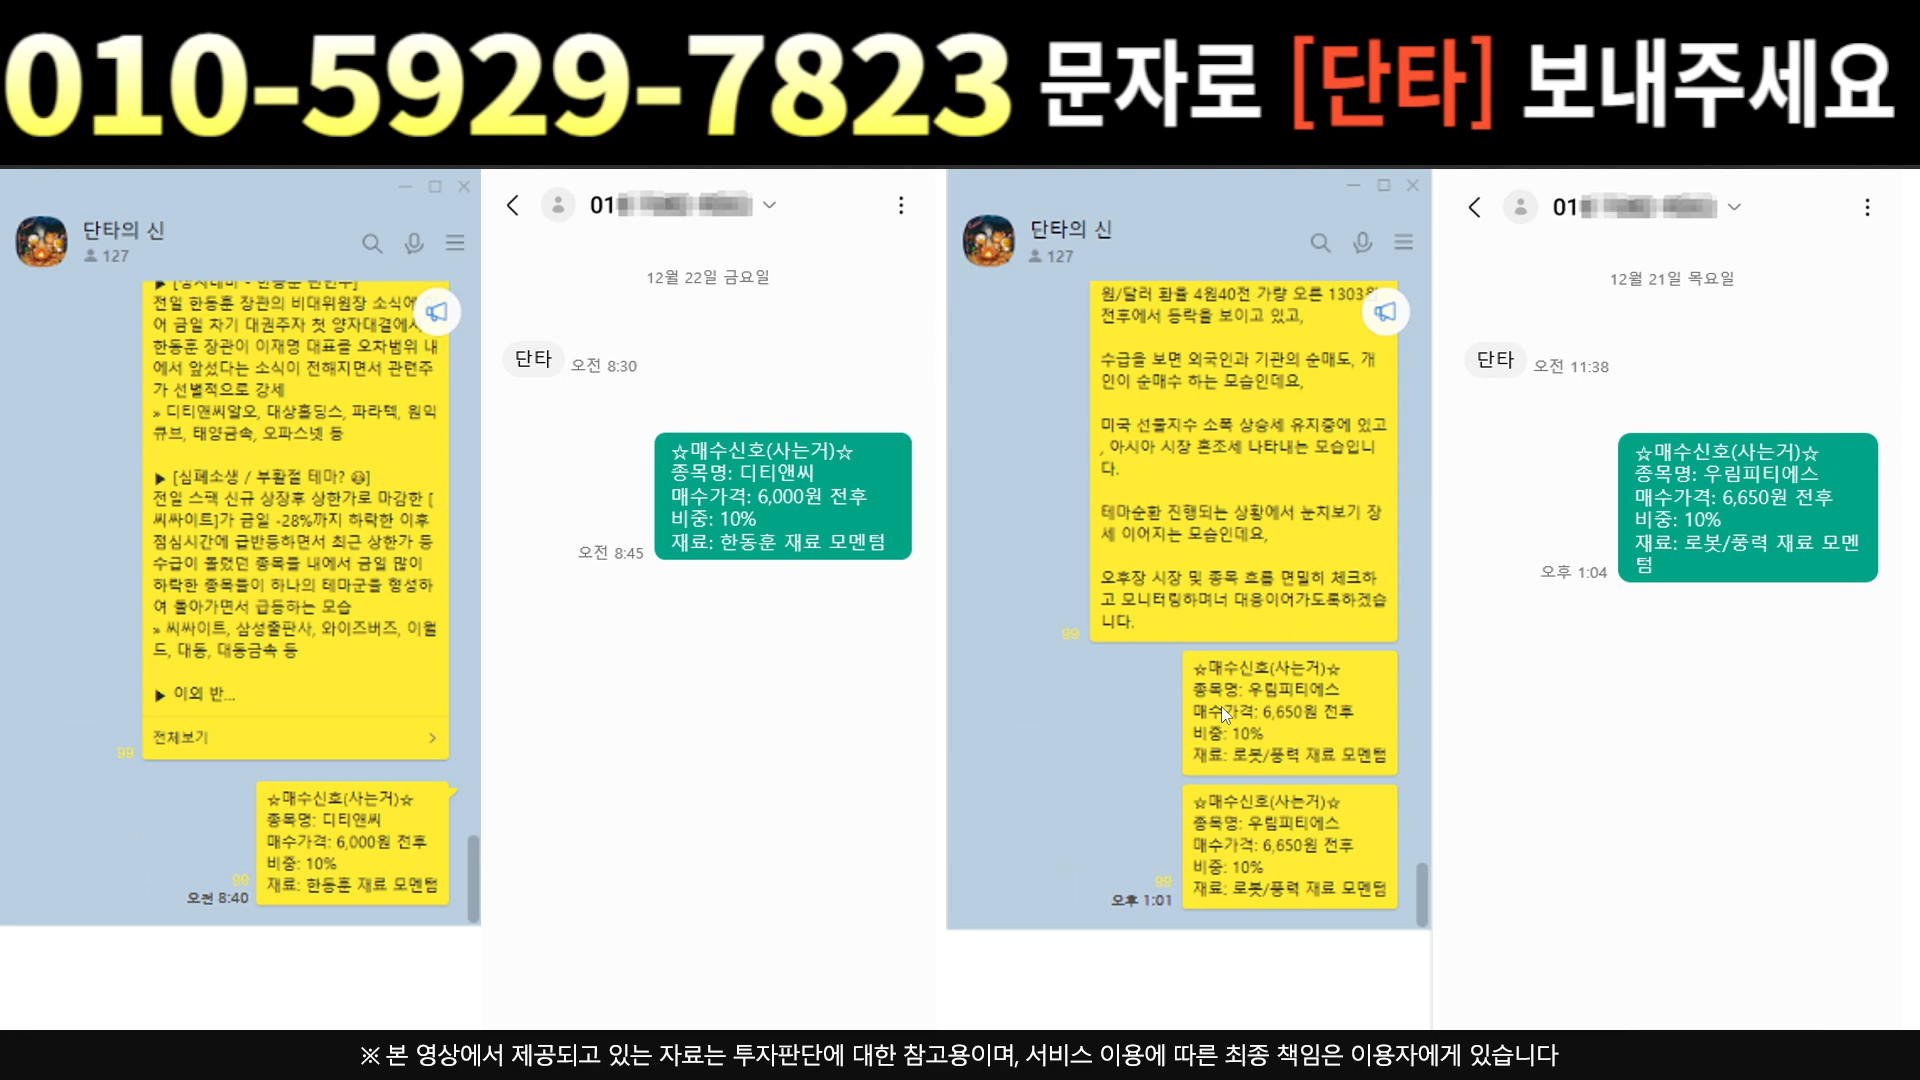 010-5929-7823 문자로 [단타] 보내주세요
단타의 신
127
전일 한동훈 장관의 비대위원장 소식에
어 금일 차기 대권주자 첫 양자대결에서
한동훈 장관이 이재명 대표를 오차범위 내
에서 앞섰다는 소식이 전해지면서 관련주
가 선별적으로 강세
» 디티앤씨알오, 대상홀딩스, 파라텍, 원익
큐브, 태양금속, 오파스넷 등
▶ [심폐소생 / 부활절 테마? 😆]
전일 스팩 신규 상장후 상한가로 마감한 [
씨싸이트]가 금일 -28%까지 하락한 이후
점심시간에 급반등하면서 최근 상한가 등
수급이 몰렸던 종목들 내에서 금일 많이
하락한 종목들이 하나의 테마군을 형성하
여 돌아가면서 급등하는 모습
» 씨싸이트, 삼성출판사, 와이즈버즈, 이월
드, 대동, 대동금속 등
▶ 이외 반...
전체보기
99
☆매수신호(사는거)☆
종목명: 디티앤씨
매수가격: 6,000원 전후
비중: 10%
재료: 한동훈 재료 모멘텀
99
오전 8:40
01
12월 22일 금요일
단타
오전 8:30
☆매수신호(사는거)☆
종목명: 디티앤씨
매수가격: 6,000원 전후
비중: 10%
재료: 한동훈 재료 모멘텀
오전 8:45
단타의 신
127
원/달러 환율 4원40전 가량 오른 1303원
전후에서 등락을 보이고 있고,
수급을 보면 외국인과 기관의 순매도, 개
인이 순매수 하는 모습인데요,
미국 선물지수 소폭 상승세 유지중에 있고
, 아시아 시장 혼조세 나타내는 모습입니
다.
테마순환 진행되는 상황에서 눈치보기 장
세 이어지는 모습인데요,
오후장 시장 및 종목 흐름 면밀히 체크하
고 모니터링하며너 대응이어가도록하겠습
니다.
99
☆매수신호(사는거)☆
종목명: 우림피티에스
매수가격: 6,650원 전후
비중: 10%
재료: 로봇/풍력 재료 모멘텀
☆매수신호(사는거)☆
종목명: 우림피티에스
매수가격: 6,650원 전후
비중: 10%
재료: 로봇/풍력 재료 모멘텀
99
오후 1:01
01
12월 21일 목요일
단타
오전 11:38
☆매수신호(사는거)☆
종목명: 우림피티에스
매수가격: 6,650원 전후
비중: 10%
재료: 로봇/풍력 재료 모멘
텀
오후 1:04
※ 본 영상에서 제공되고 있는 자료는 투자판단에 대한 참고용이며, 서비스 이용에 따른 최종 책임은 이용자에게 있습니다